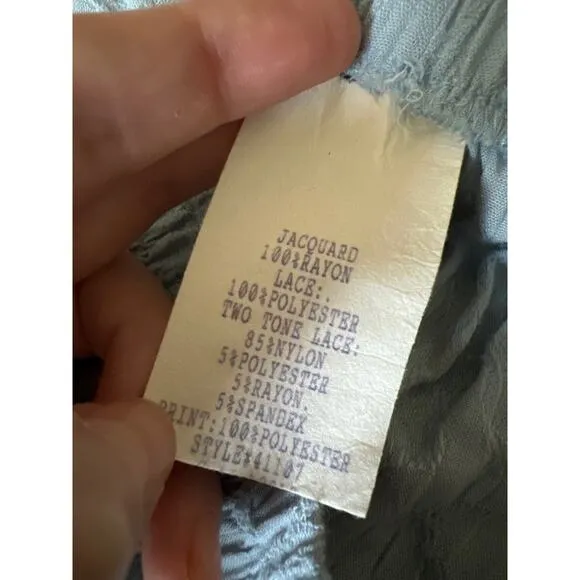 JACQUARD
100%RAYON
LACE:.
100%POLYESTER
TWO TONE LACE:
85%NYLON
5%POLYESTER
5%RAYON.
5%SPANDEX
PRINT:100%POLYESTER
STYLE%41107